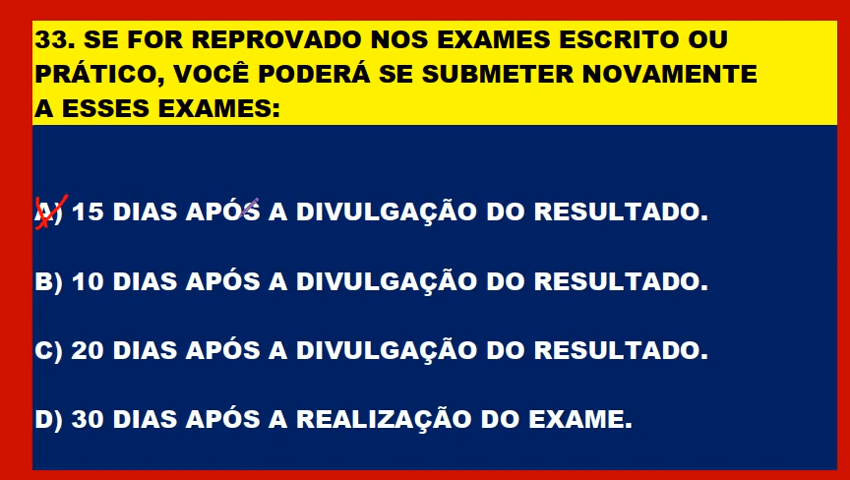 33. SE FOR REPROVADO NOS EXAMES ESCRITO OU
PRÁTICO, VOCÊ PODERÁ SE SUBMETER NOVAMENTE
A ESSES EXAMES:
A) 15 DIAS APÓS A DIVULGAÇÃO DO RESULTADO.
B) 10 DIAS APÓS A DIVULGAÇÃO DO RESULTADO.
C) 20 DIAS APÓS A DIVULGAÇÃO DO RESULTADO.
D) 30 DIAS APÓS A REALIZAÇÃO DO EXAME.